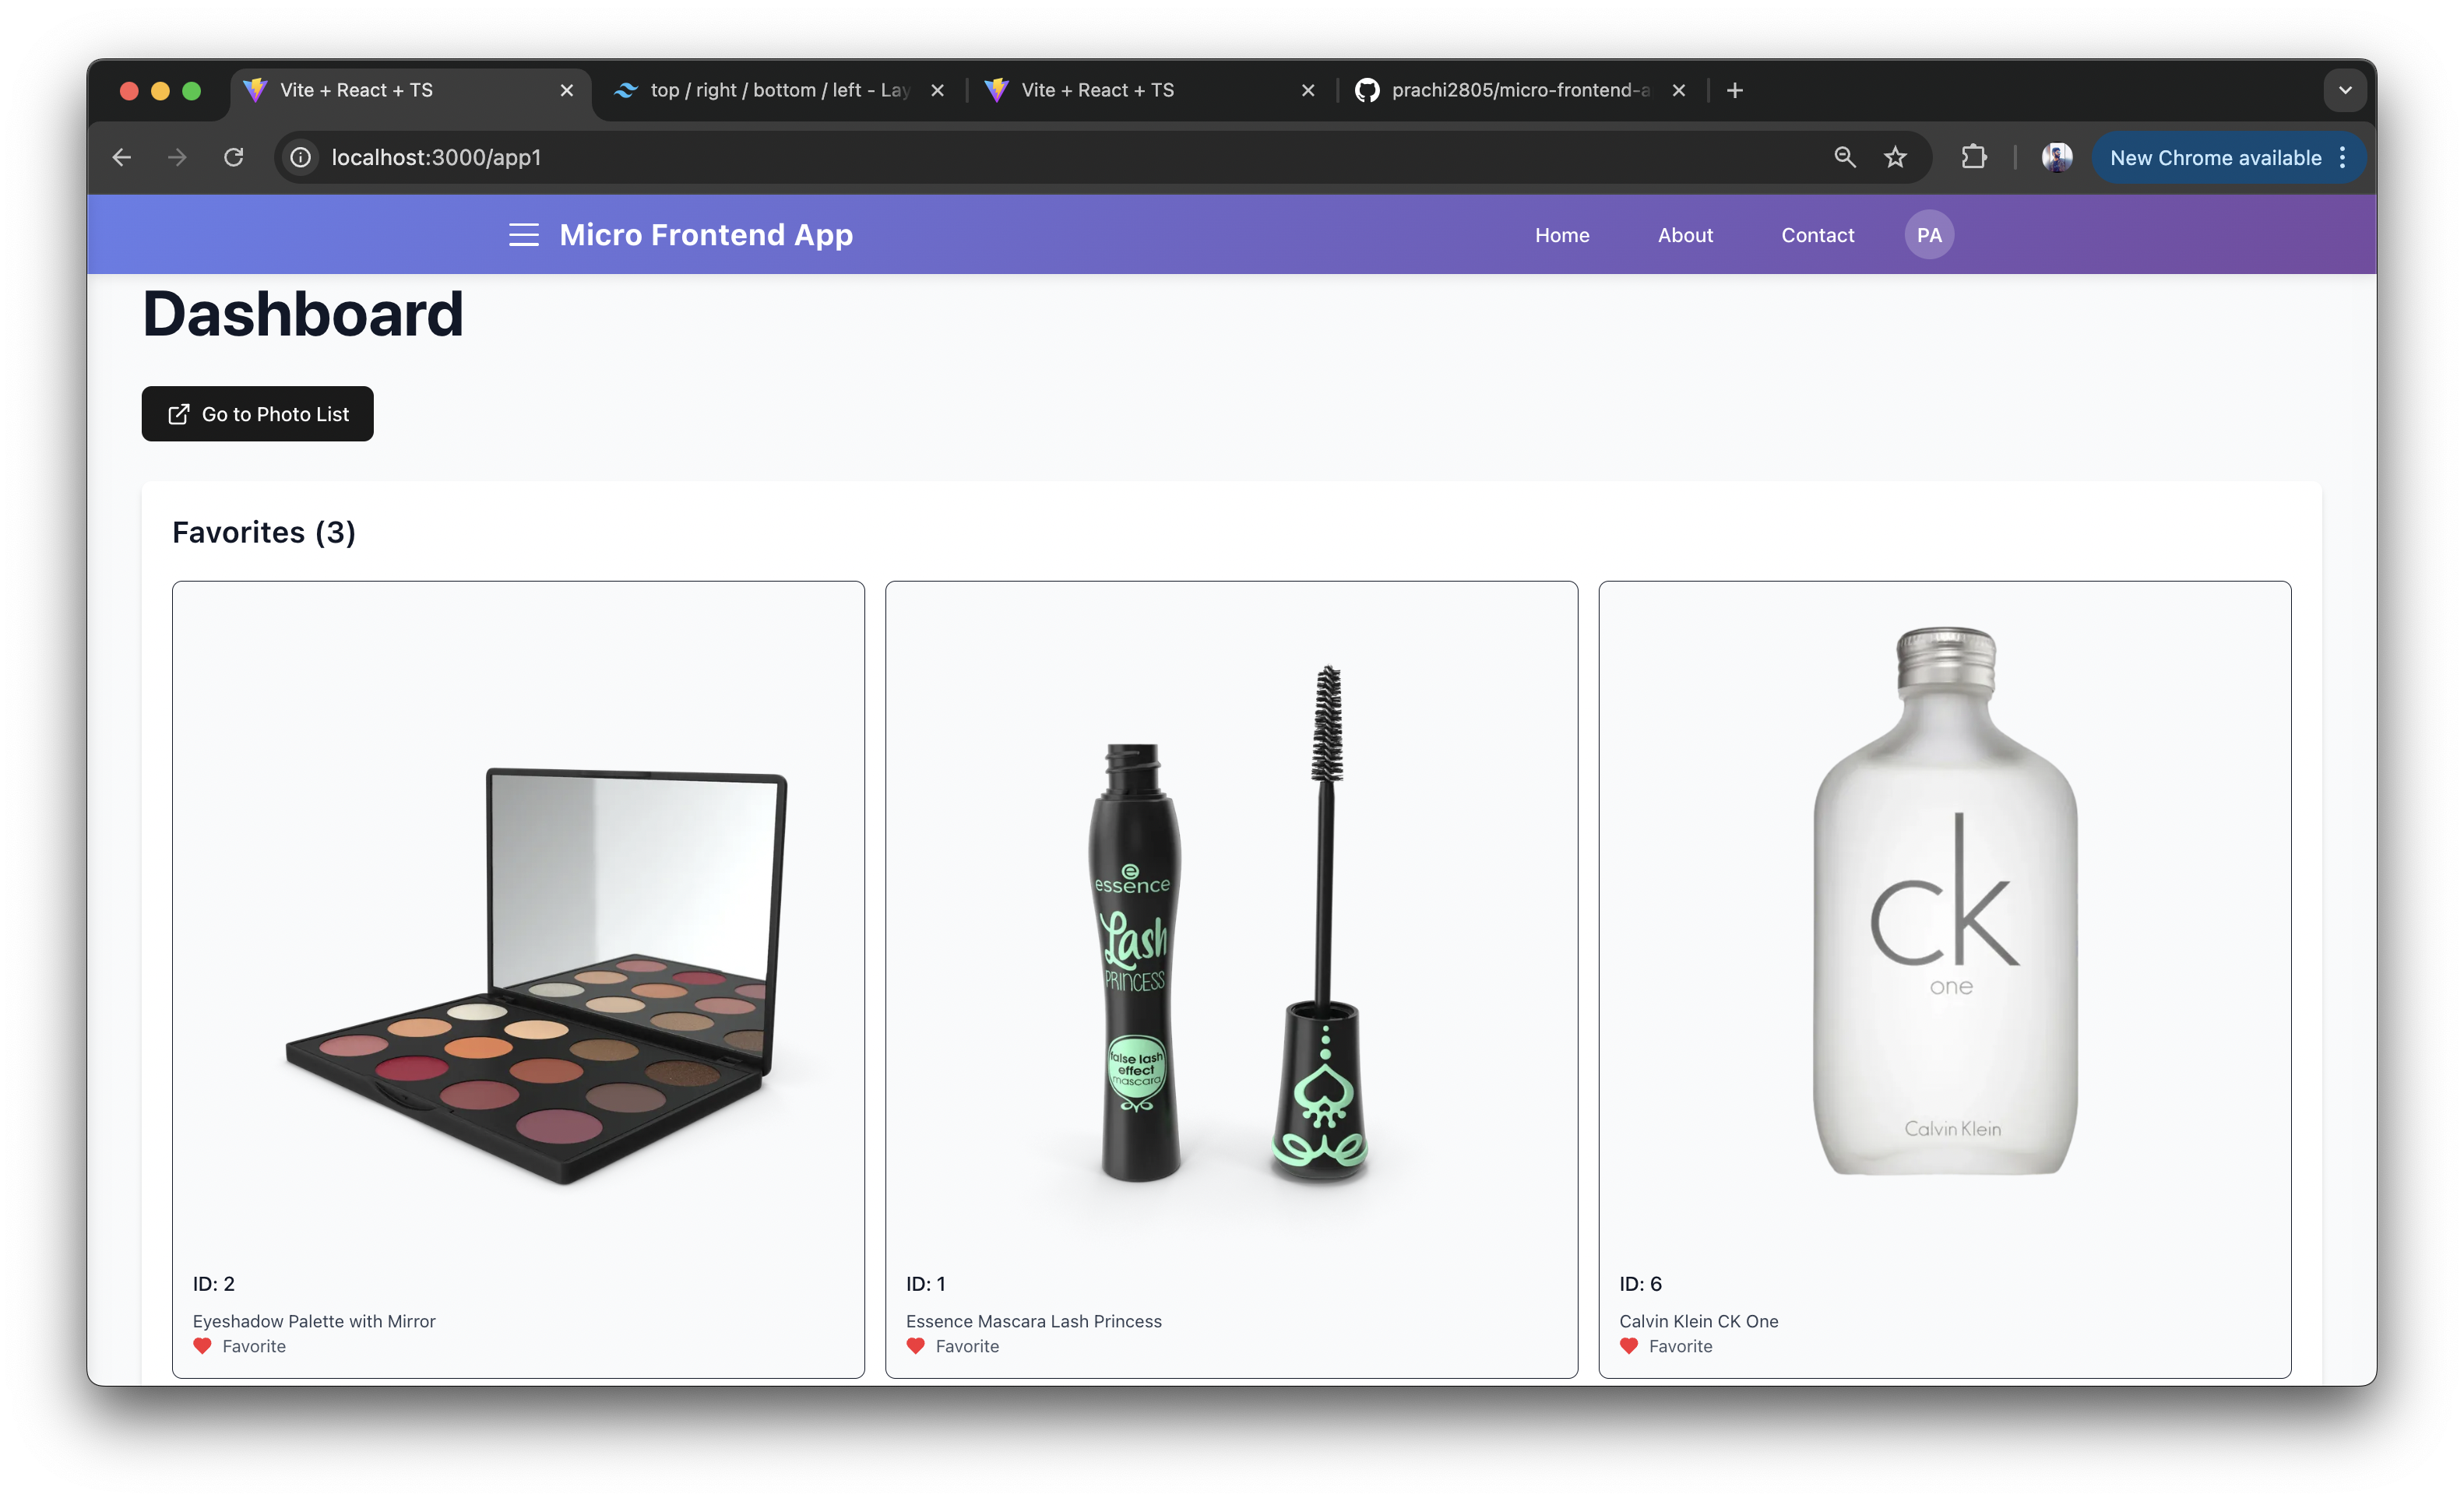 Vite + React + TS
top / right / bottom / left - Lay
Vite + React + TS
prachi2805/micro-frontend-a
localhost:3000/app1
New Chrome available
Micro Frontend App
Home
About
Contact
PA
Dashboard
Go to Photo List
Favorites (3)
essence
Lash
PRINCESS
false lash
effect
mascara
ck
one
Calvin Klein
ID: 2
Eyeshadow Palette with Mirror
Favorite
ID: 1
Essence Mascara Lash Princess
Favorite
ID: 6
Calvin Klein CK One
Favorite